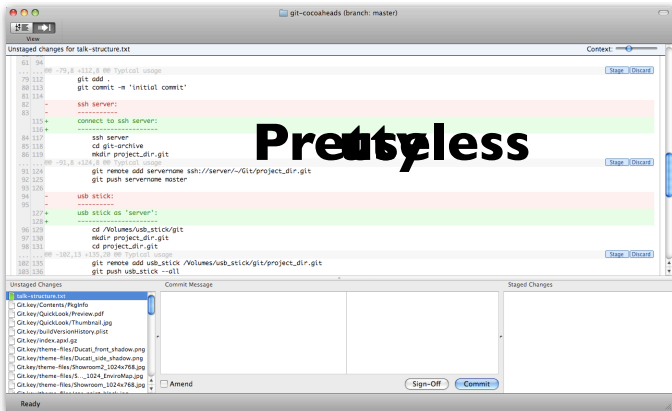 git-cocoaheads (branch: master)
View
Unstaged changes for talk-structure.txt
Context:
61 94
... ... @@ -79,8 +112,8 @@ Typical usage
Stage Discard
79 112 git add .
80 113 git commit -m 'initial commit'
81 114
82 - ssh server:
83 - -----------
115 + connect to ssh server:
116 + ----------------------
84 117 ssh server
85 118 cd git-archive
86 119 mkdir project_dir.git
Pretty useless
... ... @@ -91,8 +124,8 @@ Typical usage
Stage Discard
91 124 git remote add servername ssh://server/~/Git/project_dir.git
92 125 git push servername master
93 126
94 - usb stick:
95 - ----------
127 + usb stick as 'server':
128 + ----------------------
96 129 cd /Volumes/usb_stick/git
97 130 mkdir project_dir.git
98 131 cd project_dir.git
... ... @@ -102,13 +135,20 @@ Typical usage
Stage Discard
102 135 git remote add usb_stick /Volumes/usb_stick/git/project_dir.git
103 136 git push usb_stick --all
Unstaged Changes
Commit Message
Staged Changes
talk-structure.txt
Git.key/Contents/PkgInfo
Git.key/QuickLook/Preview.pdf
Git.key/QuickLook/Thumbnail.jpg
Git.key/buildVersionHistory.plist
Git.key/index.apxl.gz
Git.key/theme-files/Ducati_front_shadow.png
Git.key/theme-files/Ducati_side_shadow.png
Git.key/theme-files/Showroom2_1024x768.jpg
Git.key/theme-files/S..._1024_EnviroMap.jpg
Git.key/theme-files/Showroom_1024x768.jpg
Amend
Sign-Off
Commit
Ready